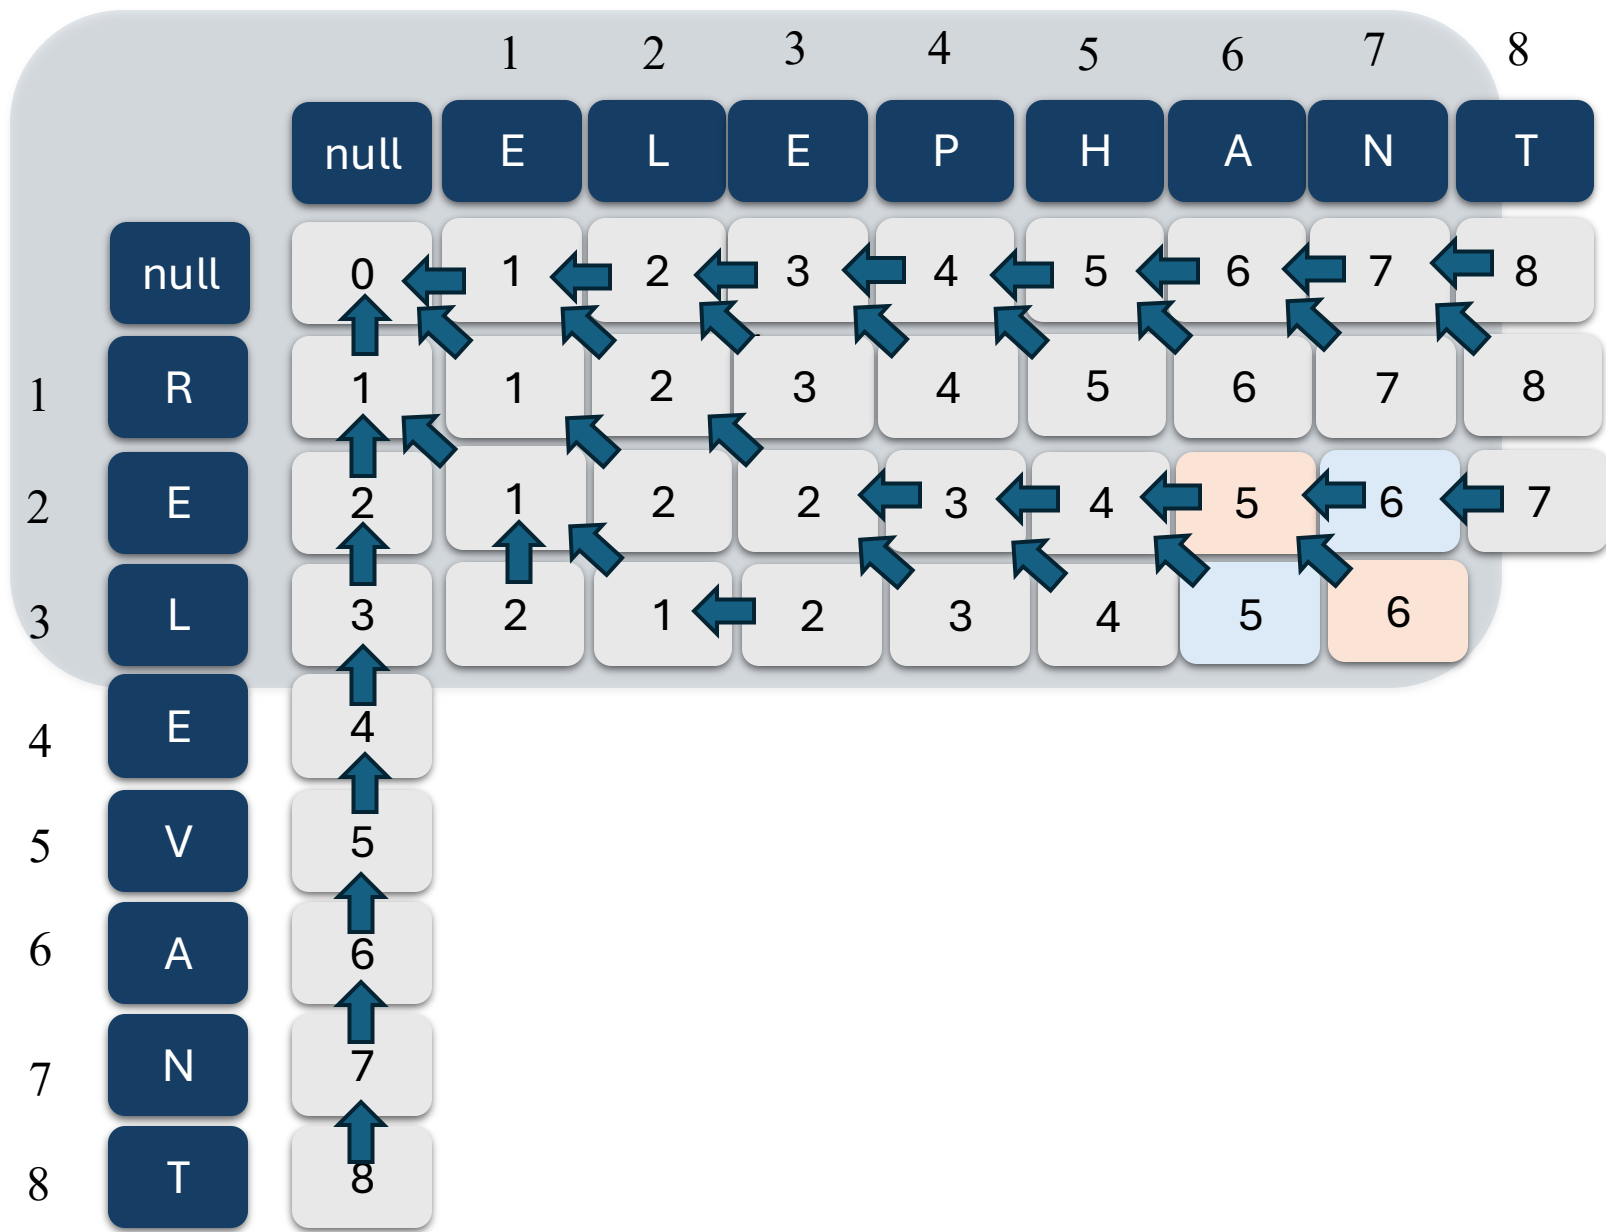 1 2 3 4 5 6 7 8
null E L E P H A N T
null 0 1 2 3 4 5 6 7 8
1 R 1 1 2 3 4 5 6 7 8
2 E 2 1 2 2 3 4 5 6 7
3 L 3 2 1 2 3 4 5 6
4 E 4
5 V 5
6 A 6
7 N 7
8 T 8